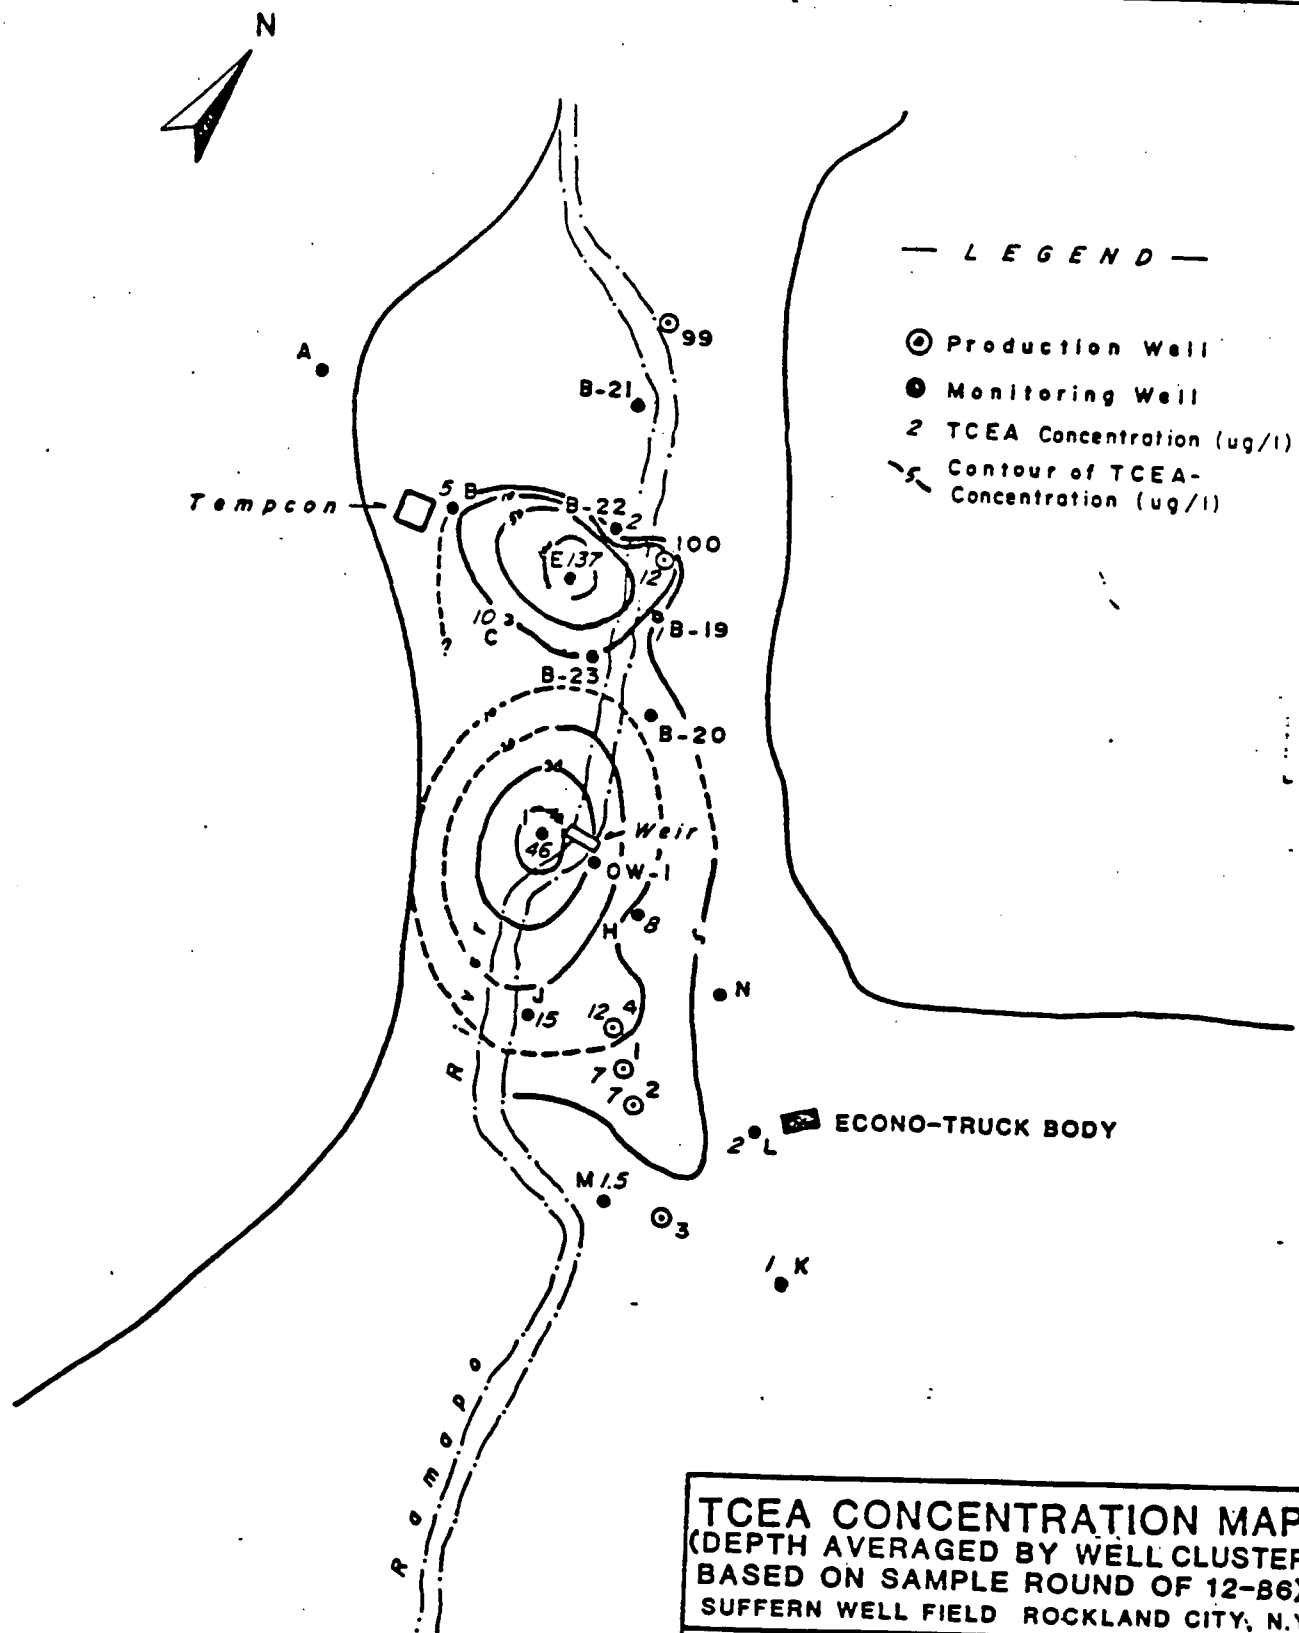 N
— L E G E N D —
99
Production Well
A
B-21
Monitoring Well
2 TCEA Concentration (ug/l)
5 Contour of TCEA-
Concentration (ug/l)
Tempcon
5 B
B-22
2
100
E 137
12
10
C
B-19
?
B-23
B-20
Weir
46
OW-1
H
8
5
N
J
15
12 4
7 1
7 2
ECONO-TRUCK BODY
2 L
M 1.5
3
1 K
Ramapo River
TCEA CONCENTRATION MAP
(DEPTH AVERAGED BY WELL CLUSTER
BASED ON SAMPLE ROUND OF 12-86)
SUFFERN WELL FIELD ROCKLAND CITY, N.Y